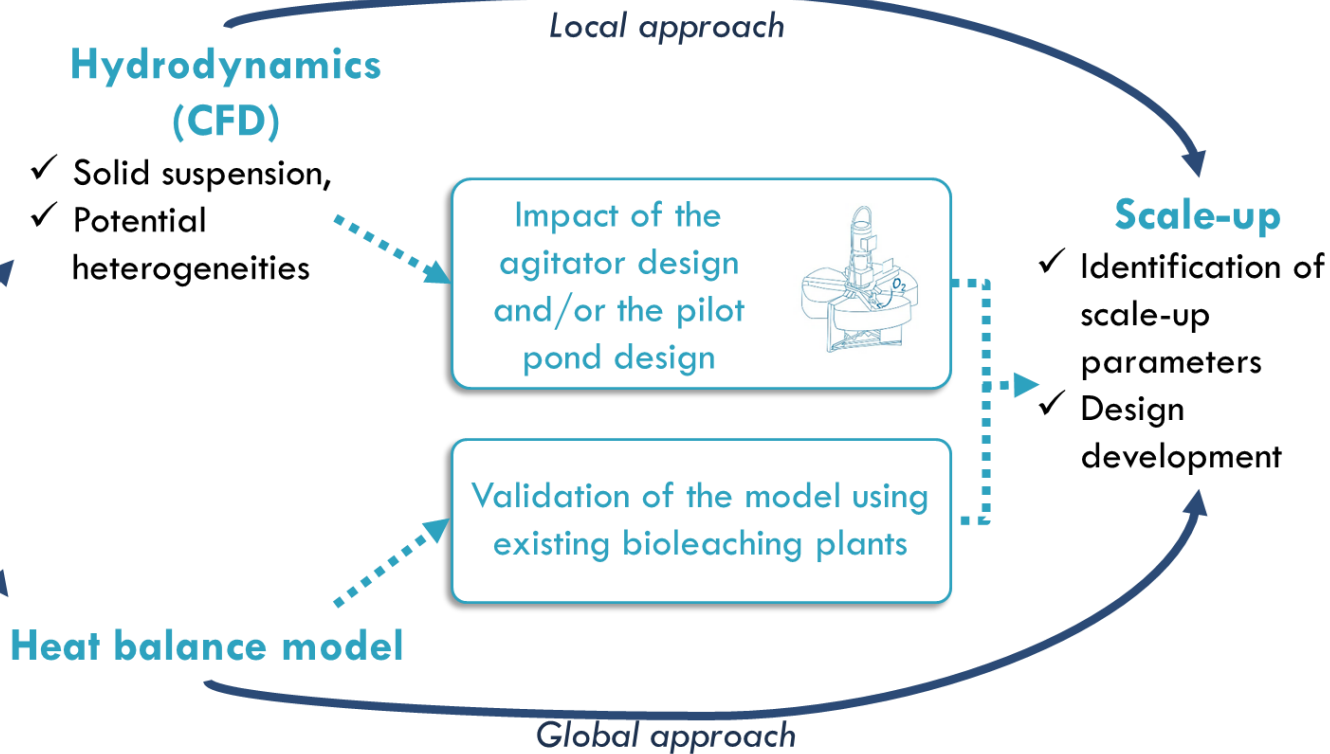 Local approach
Hydrodynamics
(CFD)
✓ Solid suspension,
✓ Potential
heterogeneities
Impact of the
agitator design
and/or the pilot
pond design
O₂
Scale-up
✓ Identification of
scale-up
parameters
✓ Design
development
Validation of the model using
existing bioleaching plants
Heat balance model
Global approach